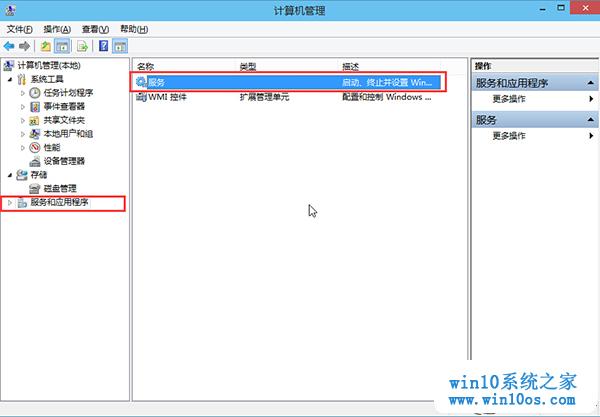 计算机管理
文件(F) 操作(A) 查看(V) 帮助(H)
计算机管理(本地)
系统工具
任务计划程序
事件查看器
共享文件夹
本地用户和组
性能
设备管理器
存储
磁盘管理
服务和应用程序
名称 类型 描述
服务 启动、终止并设置 Win...
WMI 控件 扩展管理单元 配置和控制 Windows ...
操作
服务和应用程序
更多操作
服务
更多操作
win10系统之家
www.win10os.com